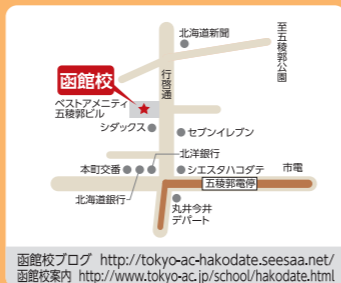 北海道新聞
至五稜郭公園
行啓通
函館校
ベストアメニティ
五稜郭ビル
シダックス
セブンイレブン
北洋銀行
本町交番
シエスタハコダテ
市電
五稜郭電停
北海道銀行
丸井今井
デパート
函館校ブログ http://tokyo-ac-hakodate.seesaa.net/
函館校案内 http://www.tokyo-ac.jp/school/hakodate.html